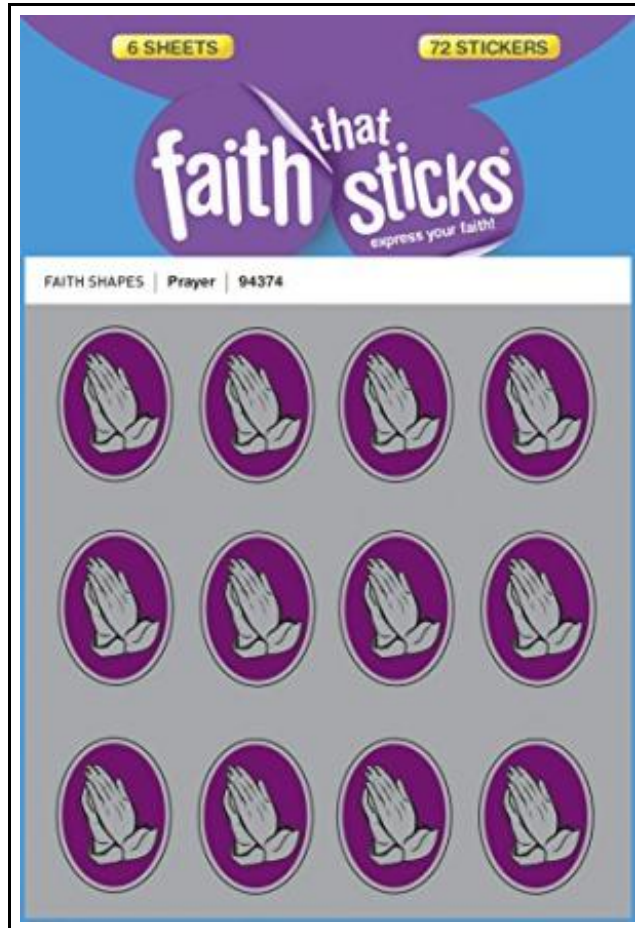 6 SHEETS
72 STICKERS
faith that sticks®
express your faith!
FAITH SHAPES | Prayer | 94374